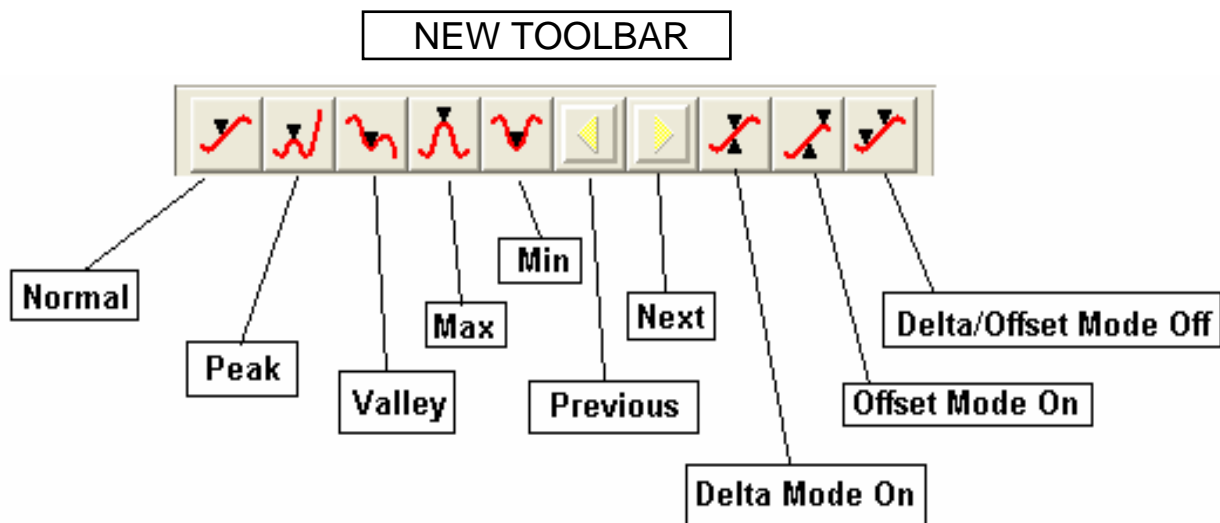 NEW TOOLBAR
Normal
Peak
Valley
Max
Min
Previous
Next
Delta Mode On
Offset Mode On
Delta/Offset Mode Off